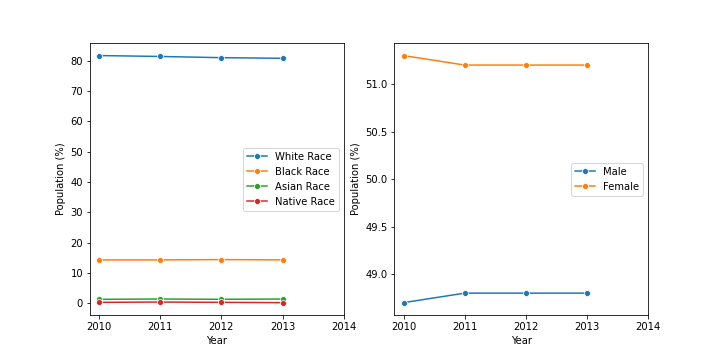 80
70
60
50
40
30
20
10
0
Population (%)
2010 2011 2012 2013 2014
Year
White Race
Black Race
Asian Race
Native Race
51.0
50.5
50.0
49.5
49.0
Population (%)
2010 2011 2012 2013 2014
Year
Male
Female